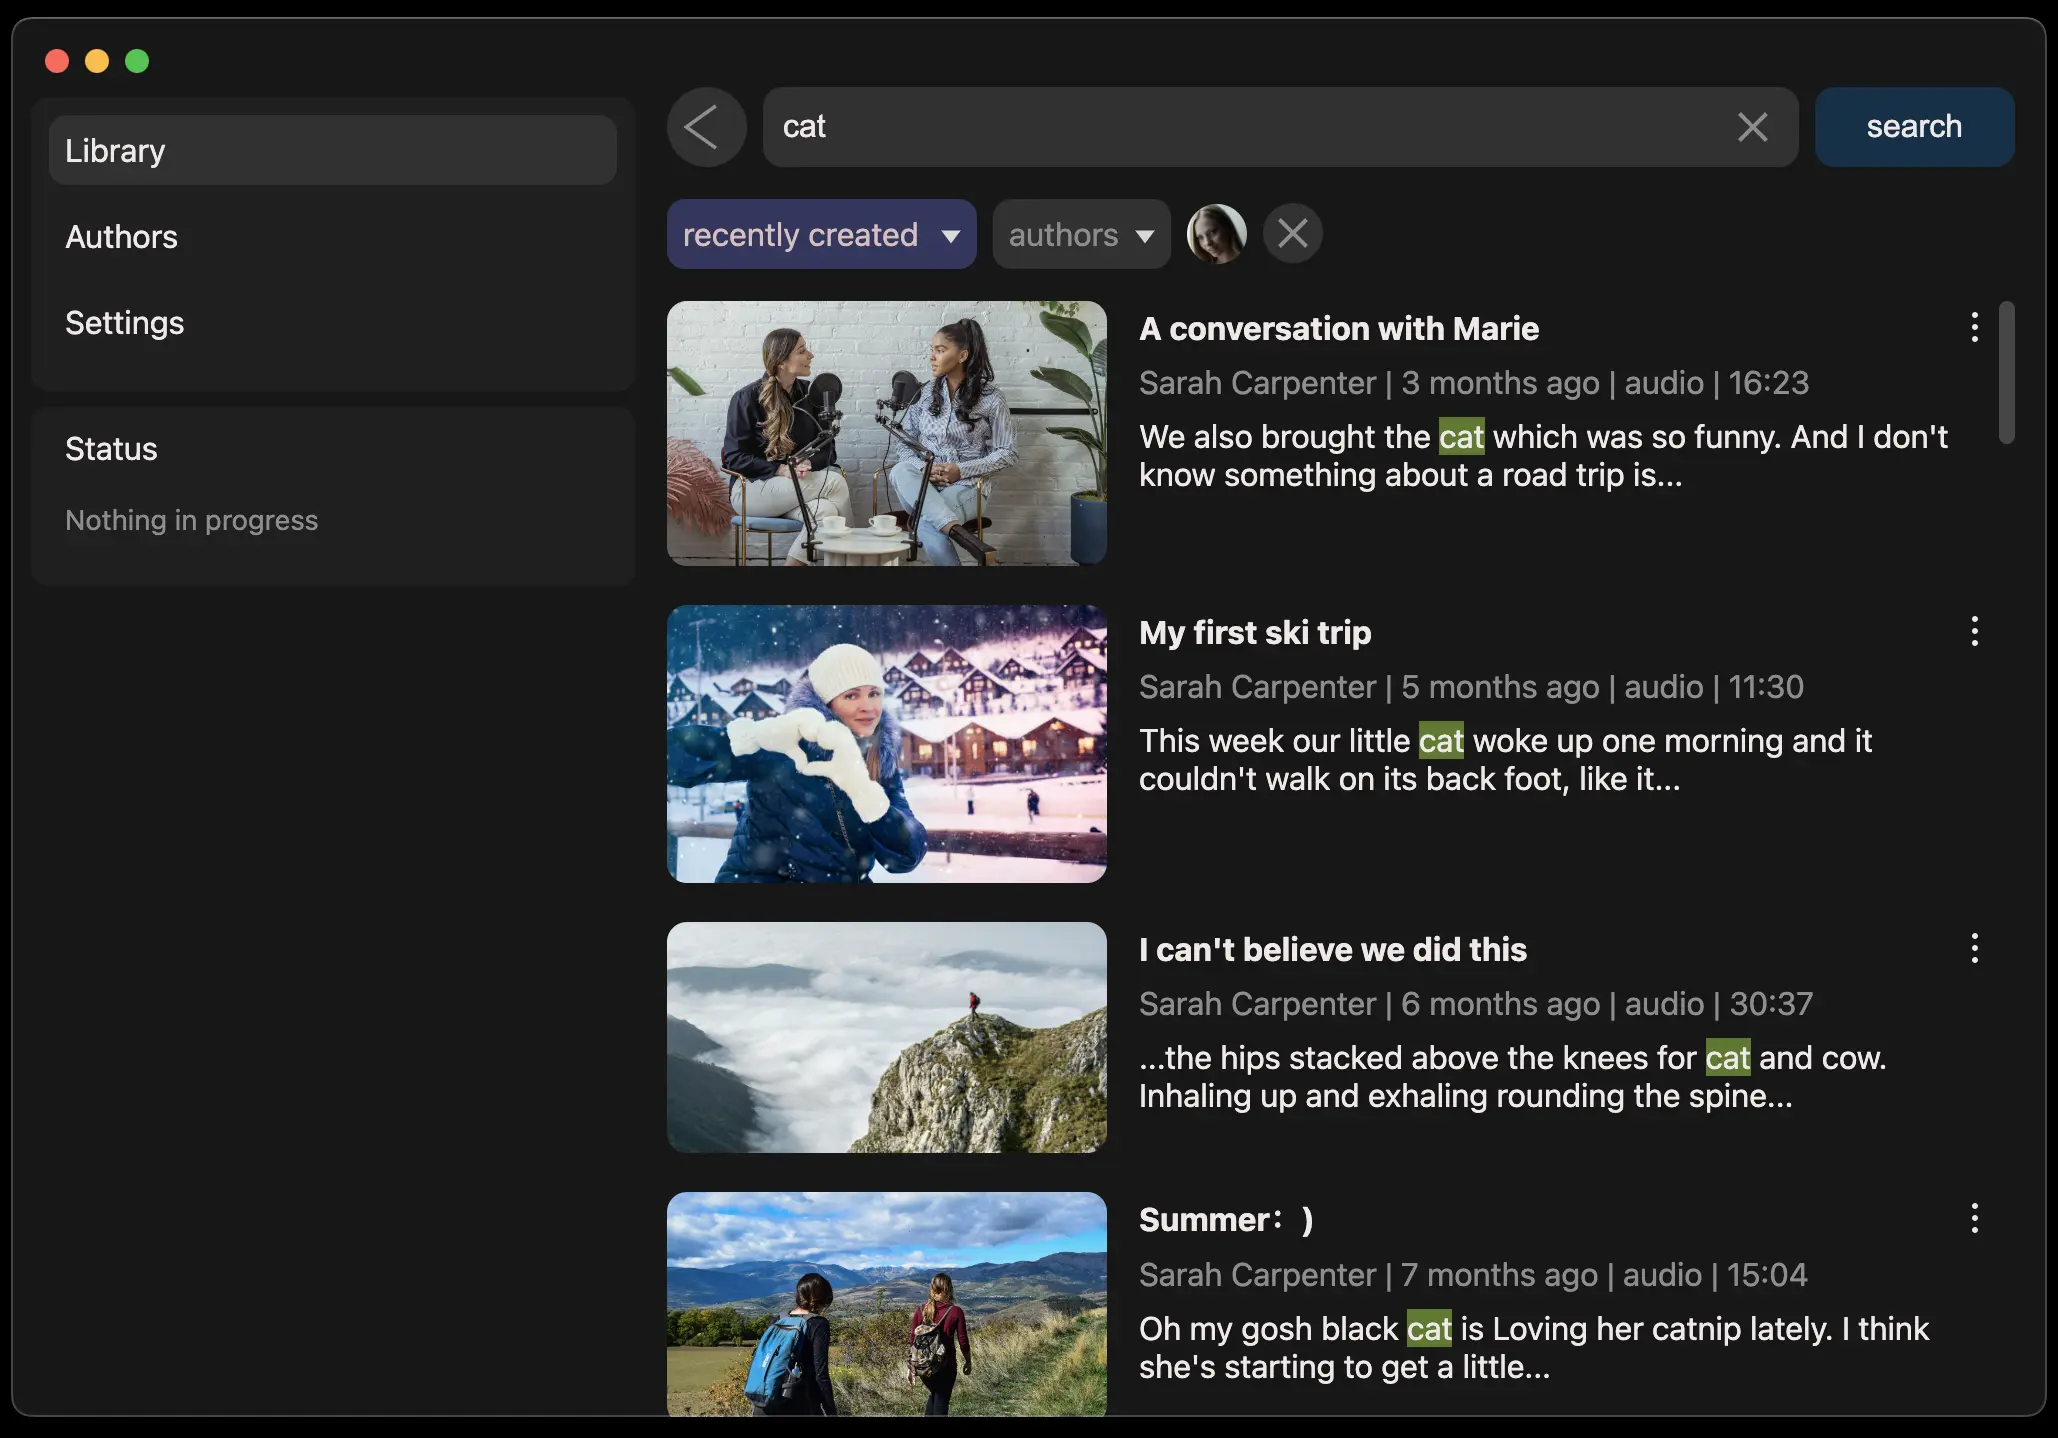 Library
Authors
Settings
Status
Nothing in progress
cat
search
recently created
authors
A conversation with Marie
Sarah Carpenter | 3 months ago | audio | 16:23
We also brought the cat which was so funny. And I don't
know something about a road trip is...
My first ski trip
Sarah Carpenter | 5 months ago | audio | 11:30
This week our little cat woke up one morning and it
couldn't walk on its back foot, like it...
I can't believe we did this
Sarah Carpenter | 6 months ago | audio | 30:37
...the hips stacked above the knees for cat and cow.
Inhaling up and exhaling rounding the spine...
Summer：)
Sarah Carpenter | 7 months ago | audio | 15:04
Oh my gosh black cat is Loving her catnip lately. I think
she's starting to get a little...